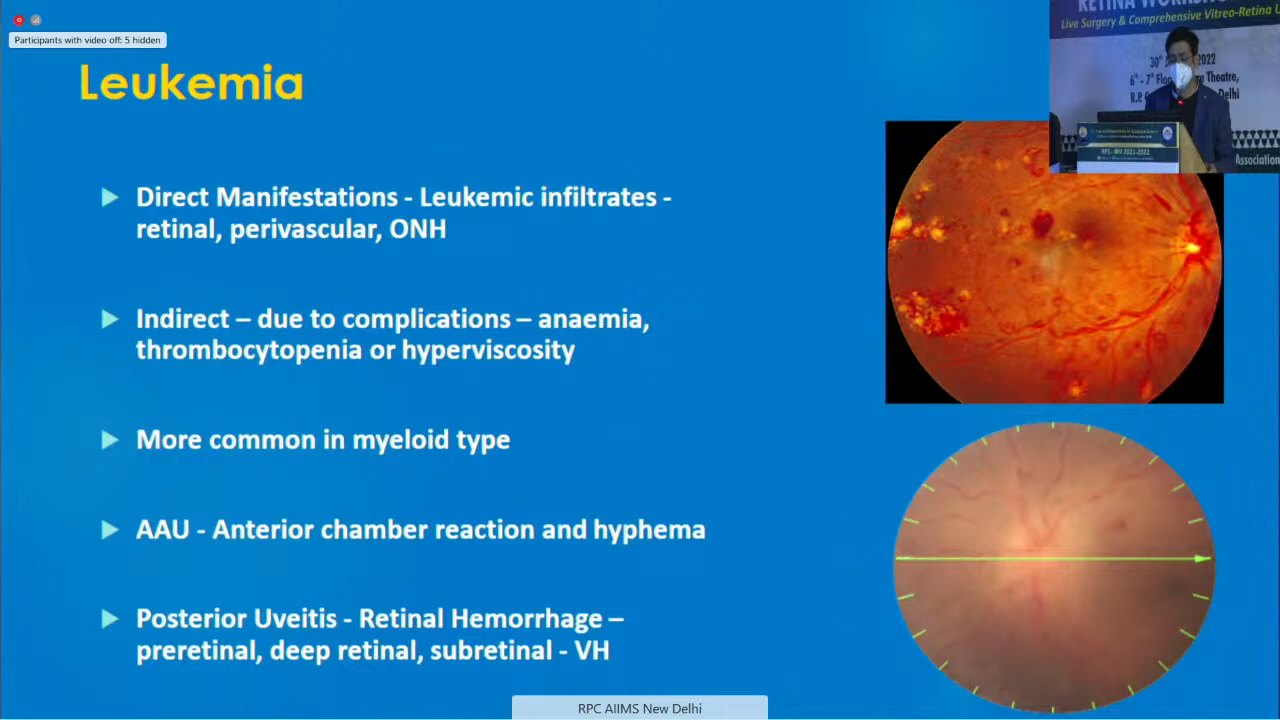 Participants with video off: 5 hidden
Leukemia
Direct Manifestations - Leukemic infiltrates -
retinal, perivascular, ONH
Indirect – due to complications – anaemia,
thrombocytopenia or hyperviscosity
More common in myeloid type
AAU - Anterior chamber reaction and hyphema
Posterior Uveitis - Retinal Hemorrhage –
preretinal, deep retinal, subretinal - VH
RETINA
Live Surgery & Comprehensive Vitreo-Retina
2022
Theatre,
Delhi
Association
RPC AIIMS New Delhi